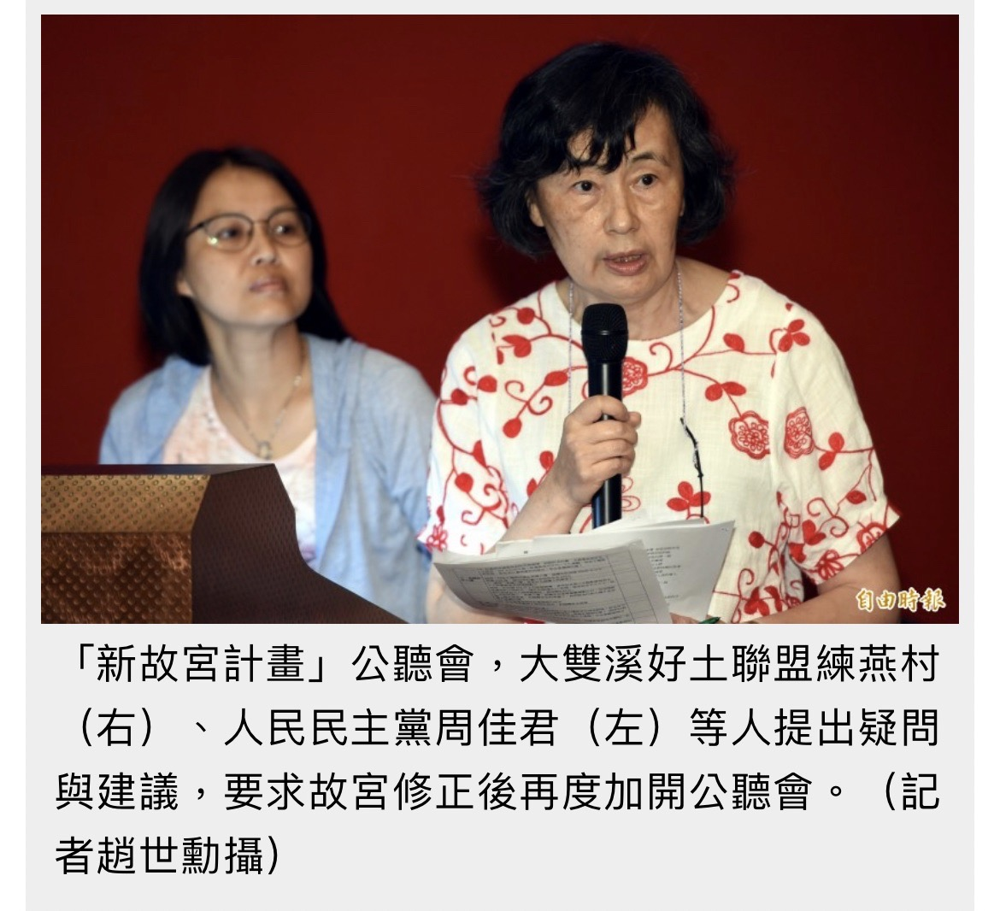 自由時報
「新故宮計畫」公聽會，大雙溪好土聯盟練燕村
（右）、人民民主黨周佳君（左）等人提出疑問
與建議，要求故宮修正後再度加開公聽會。（記
者趙世勳攝）